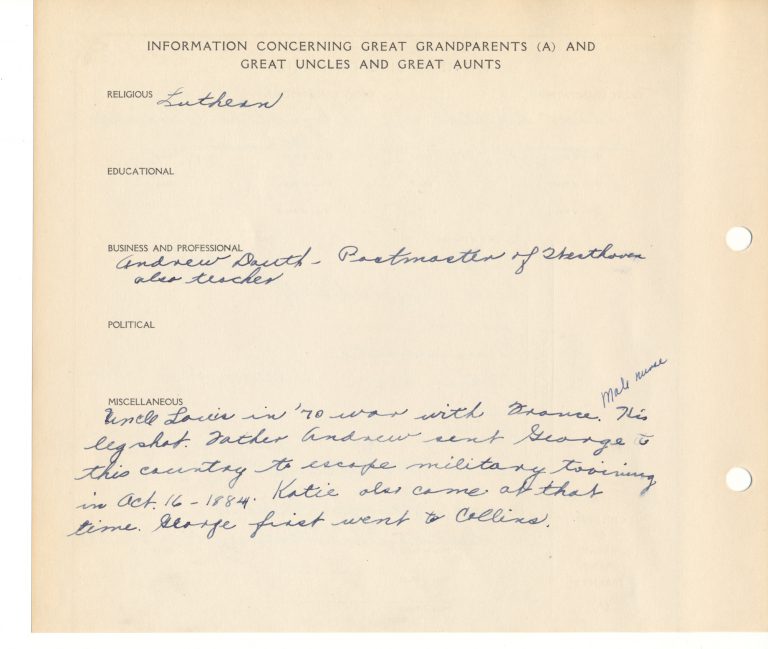 INFORMATION CONCERNING GREAT GRANDPARENTS (A) AND
GREAT UNCLES AND GREAT AUNTS
RELIGIOUS Lutheran
EDUCATIONAL
BUSINESS AND PROFESSIONAL
Andrew Dauth - Postmaster of Westhoven
also teacher
POLITICAL
Male nurse
MISCELLANEOUS
Uncle Louis in '70 war with France. His
leg shot. Father Andrew sent George to
this country to escape military training
in Oct. 16 - 1884. Katie also came at that
time. George first went to Collins.